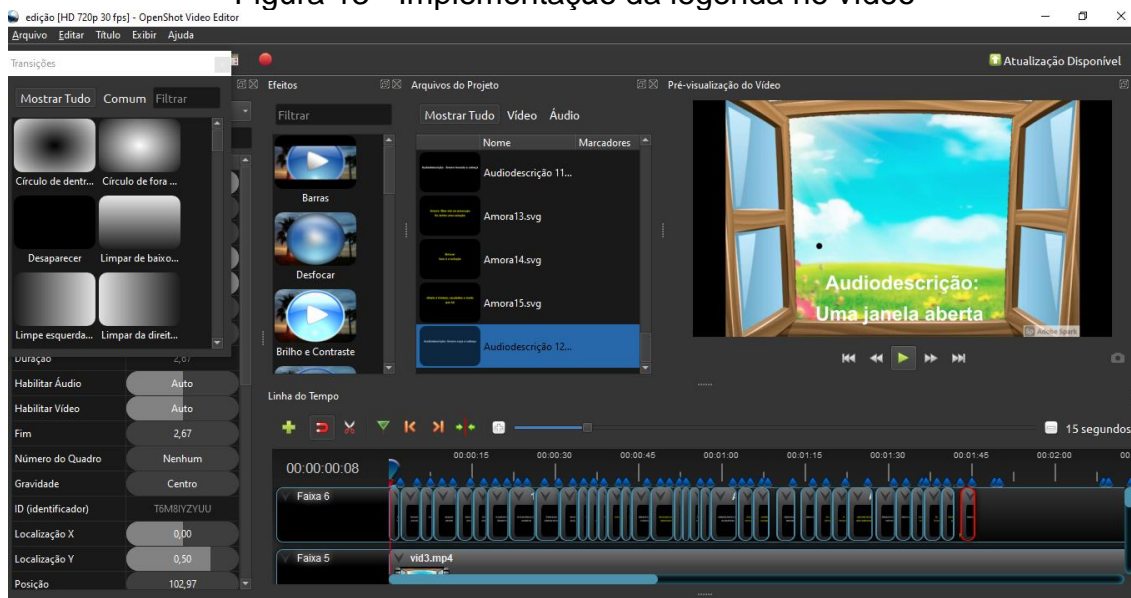 Figura 18 - Implementação da legenda no vídeo
edição [HD 720p 30 fps] - OpenShot Video Editor
Arquivo Editar Título Exibir Ajuda
Transições
Atualização Disponível
Mostrar Tudo Comum Filtrar
Círculo de dentr... Círculo de fora ...
Desaparecer Limpar de baixo...
Limpe esquerda... Limpar da direit...
Duração 2,67
Habilitar Áudio Auto
Habilitar Vídeo Auto
Fim 2,67
Número do Quadro Nenhum
Gravidade Centro
ID (identificador) T6M8IYZYUU
Localização X 0,00
Localização Y 0,50
Posição 102,97
Efeitos
Filtrar
Barras
Desfocar
Brilho e Contraste
Arquivos do Projeto
Mostrar Tudo Vídeo Áudio
Nome Marcadores
Audiodescrição 11...
Amora13.svg
Amora14.svg
Amora15.svg
Audiodescrição 12...
Pré-visualização do Vídeo
Audiodescrição:
Uma janela aberta
Adobe Spark
Linha do Tempo
15 segundos
00:00:00:08
00:00:15 00:00:30 00:00:45 00:01:00 00:01:15 00:01:30 00:01:45 00:02:00
Faixa 6
Faixa 5
vid3.mp4